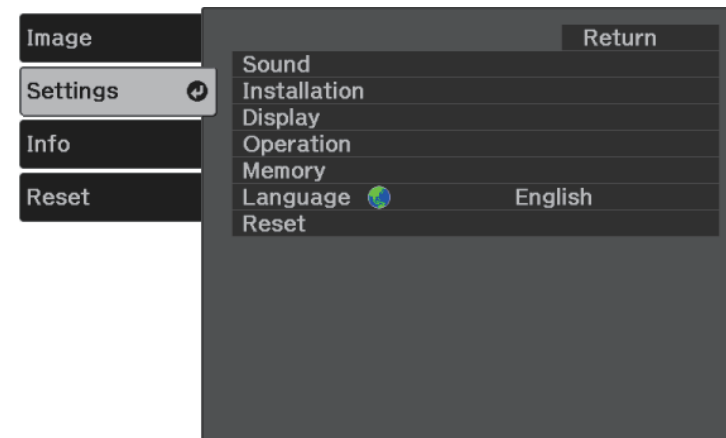 Image
Settings
Info
Reset
Return
Sound
Installation
Display
Operation
Memory
Language English
Reset